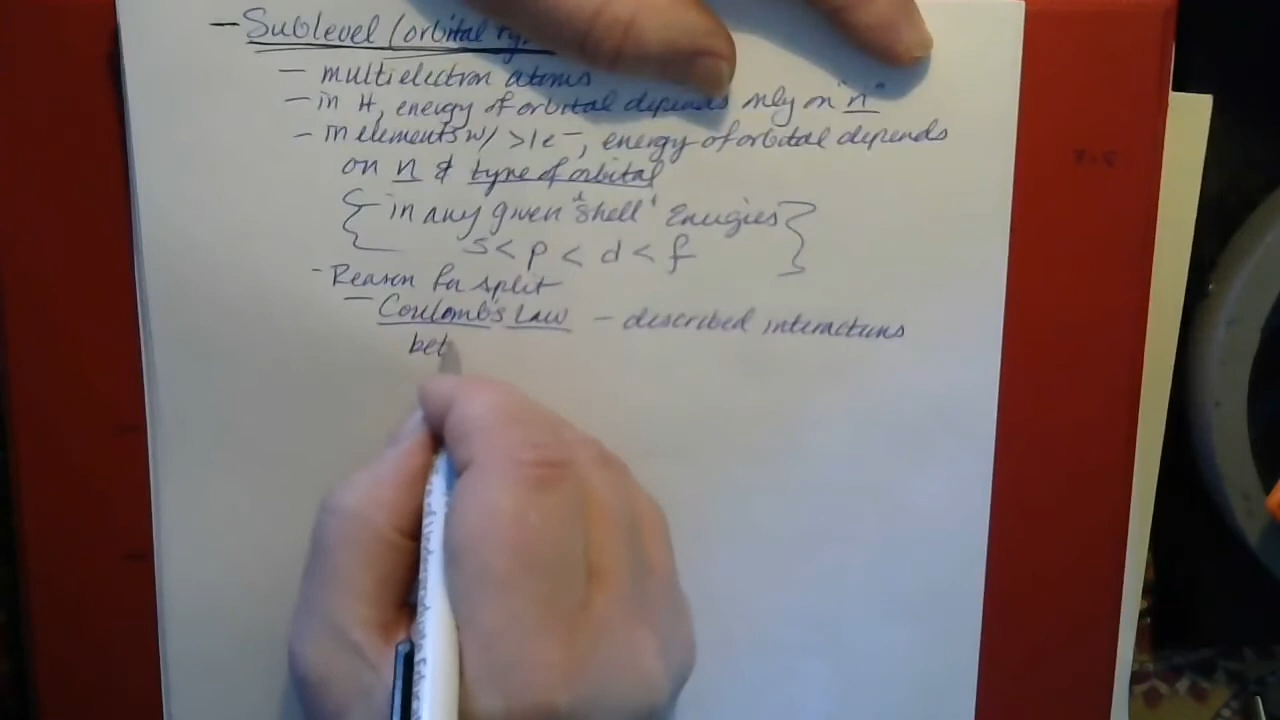 - Sublevel (orbital ty
- multielectron atoms
- in H, energy of orbital depends only on "n"
- in elements w/ >1e⁻, energy of orbital depends
on n & type of orbital
{in any given 'shell' Energies}
s < p < d < f
- Reason for split
- Coulomb's Law - described interactions
bet